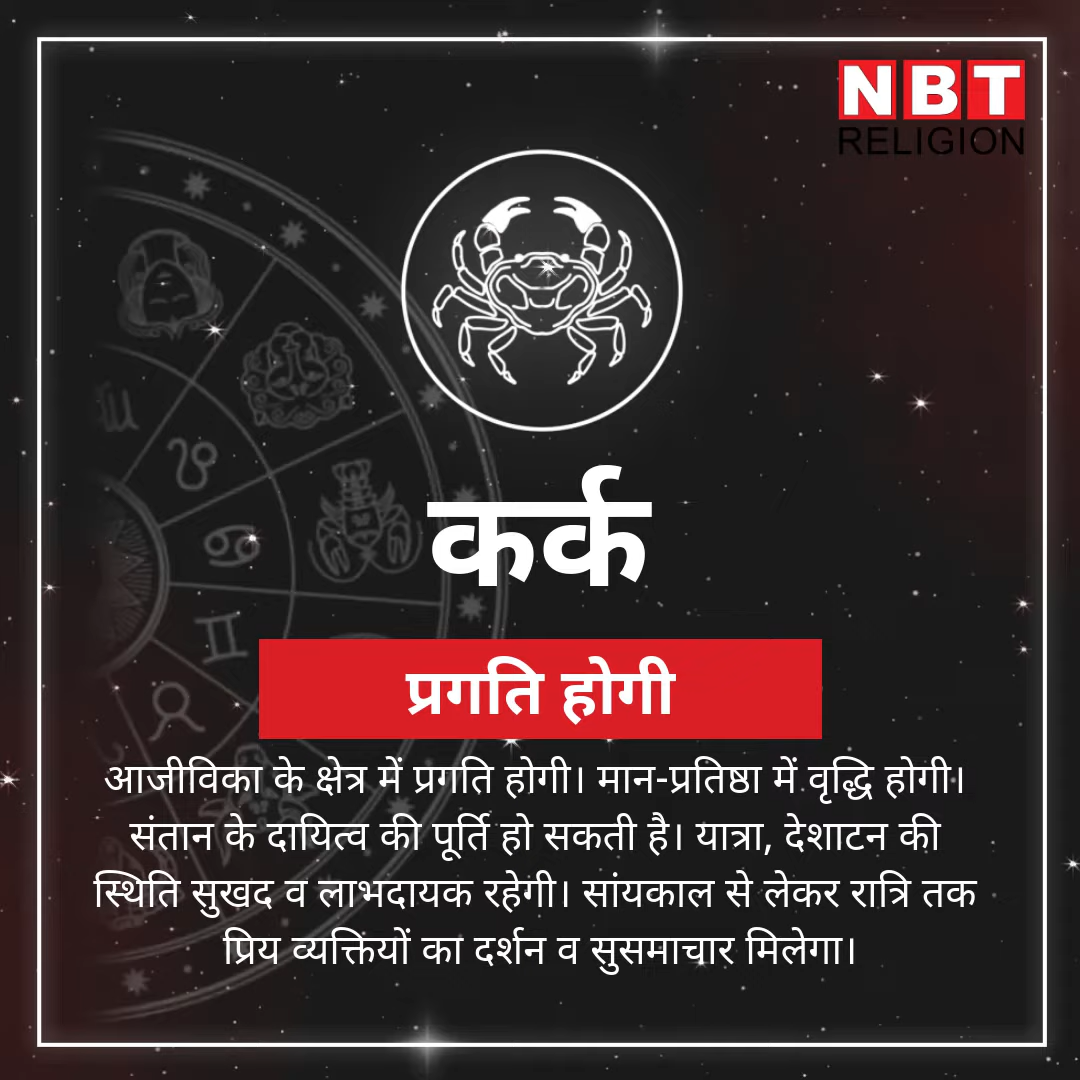 NBT
RELIGION
कर्क
प्रगति होगी
आजीविका के क्षेत्र में प्रगति होगी। मान-प्रतिष्ठा में वृद्धि होगी।
संतान के दायित्व की पूर्ति हो सकती है। यात्रा, देशाटन की
स्थिति सुखद व लाभदायक रहेगी। सांयकाल से लेकर रात्रि तक
प्रिय व्यक्तियों का दर्शन व सुसमाचार मिलेगा।